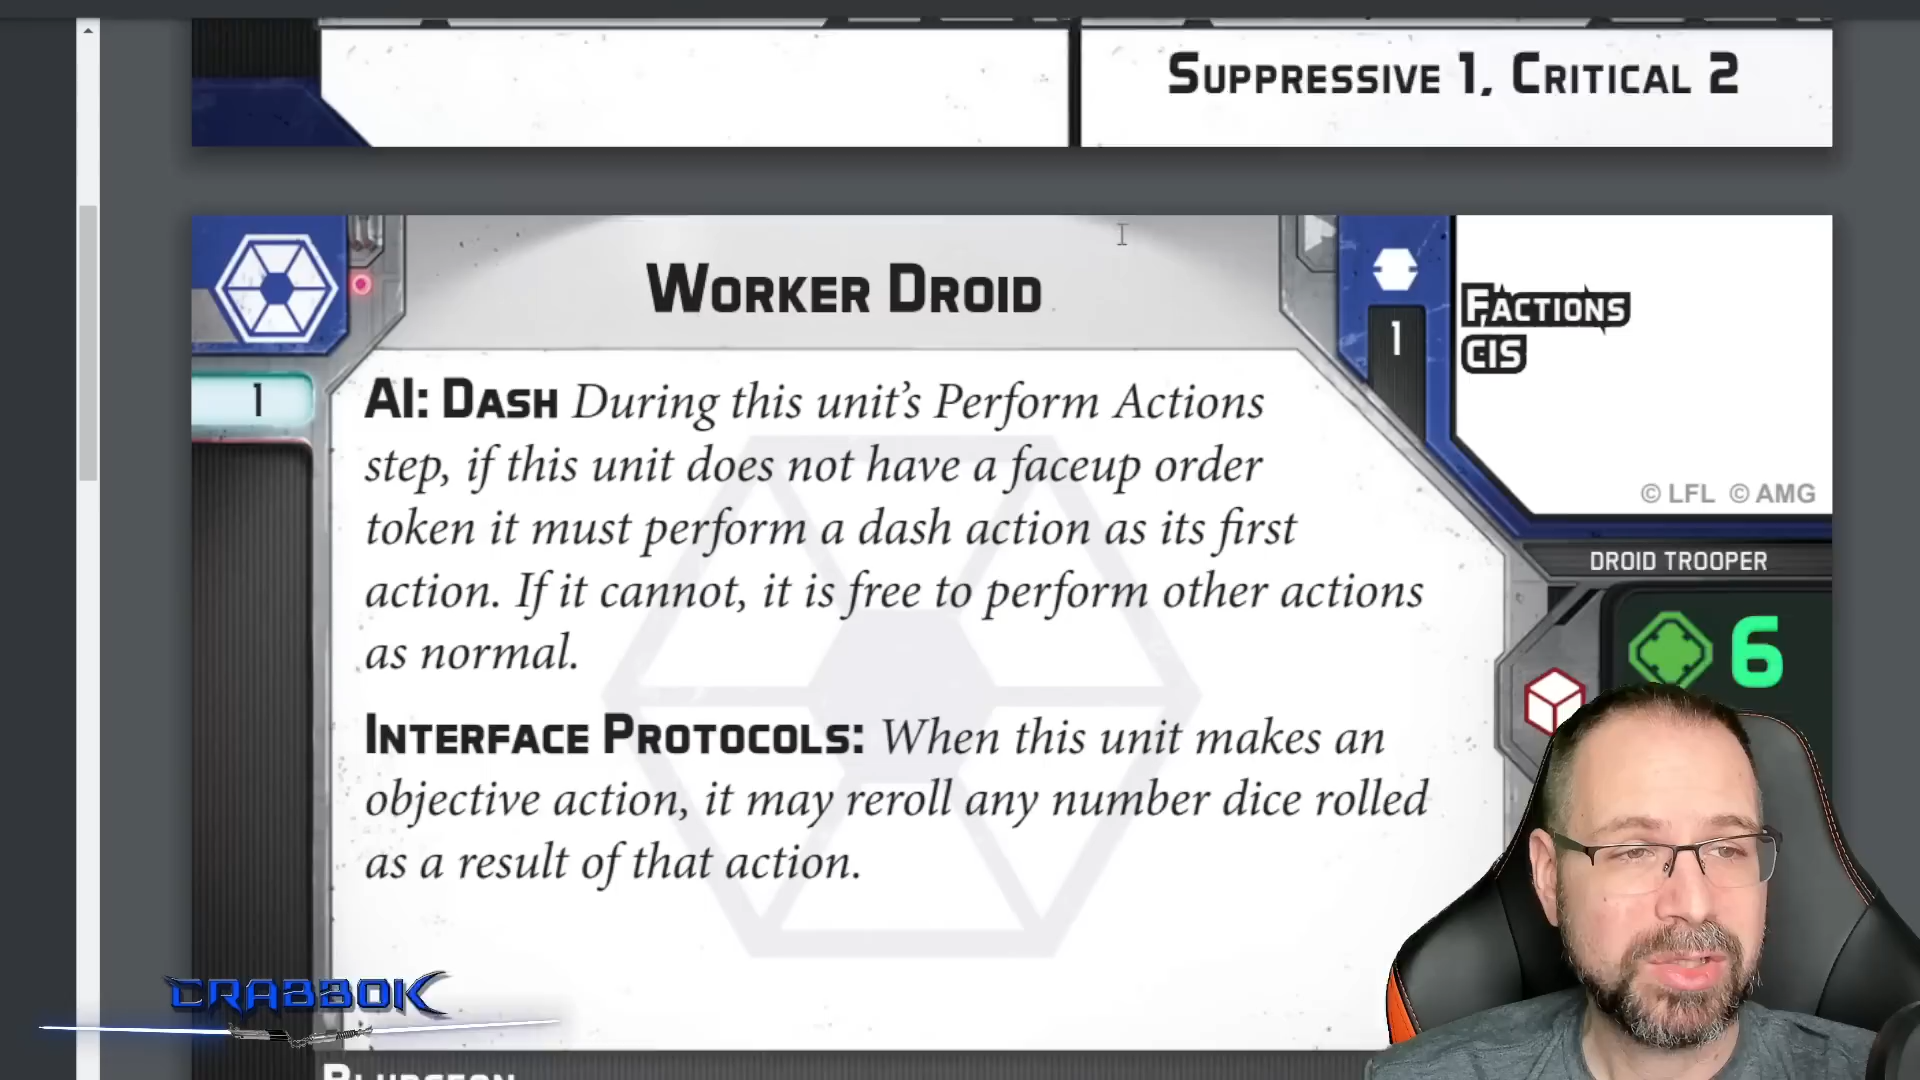 SUPPRESSIVE 1, CRITICAL 2
WORKER DROID
1
FACTIONS
CIS
1
AI: DASH During this unit's Perform Actions
step, if this unit does not have a faceup order
token it must perform a dash action as its first
action. If it cannot, it is free to perform other actions
as normal.
© LFL © AMG
DROID TROOPER
6
INTERFACE PROTOCOLS: When this unit makes an
objective action, it may reroll any number dice rolled
as a result of that action.
CRABBOK